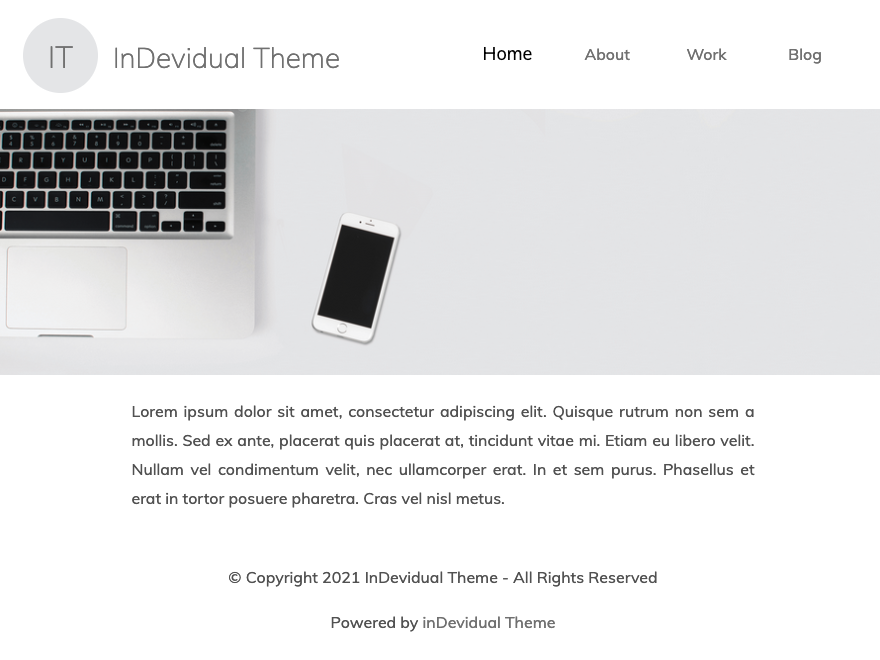 IT
InDevidual Theme
Home About Work Blog
Lorem ipsum dolor sit amet, consectetur adipiscing elit. Quisque rutrum non sem a
mollis. Sed ex ante, placerat quis placerat at, tincidunt vitae mi. Etiam eu libero velit.
Nullam vel condimentum velit, nec ullamcorper erat. In et sem purus. Phasellus et
erat in tortor posuere pharetra. Cras vel nisl metus.
© Copyright 2021 InDevidual Theme - All Rights Reserved
Powered by inDevidual Theme